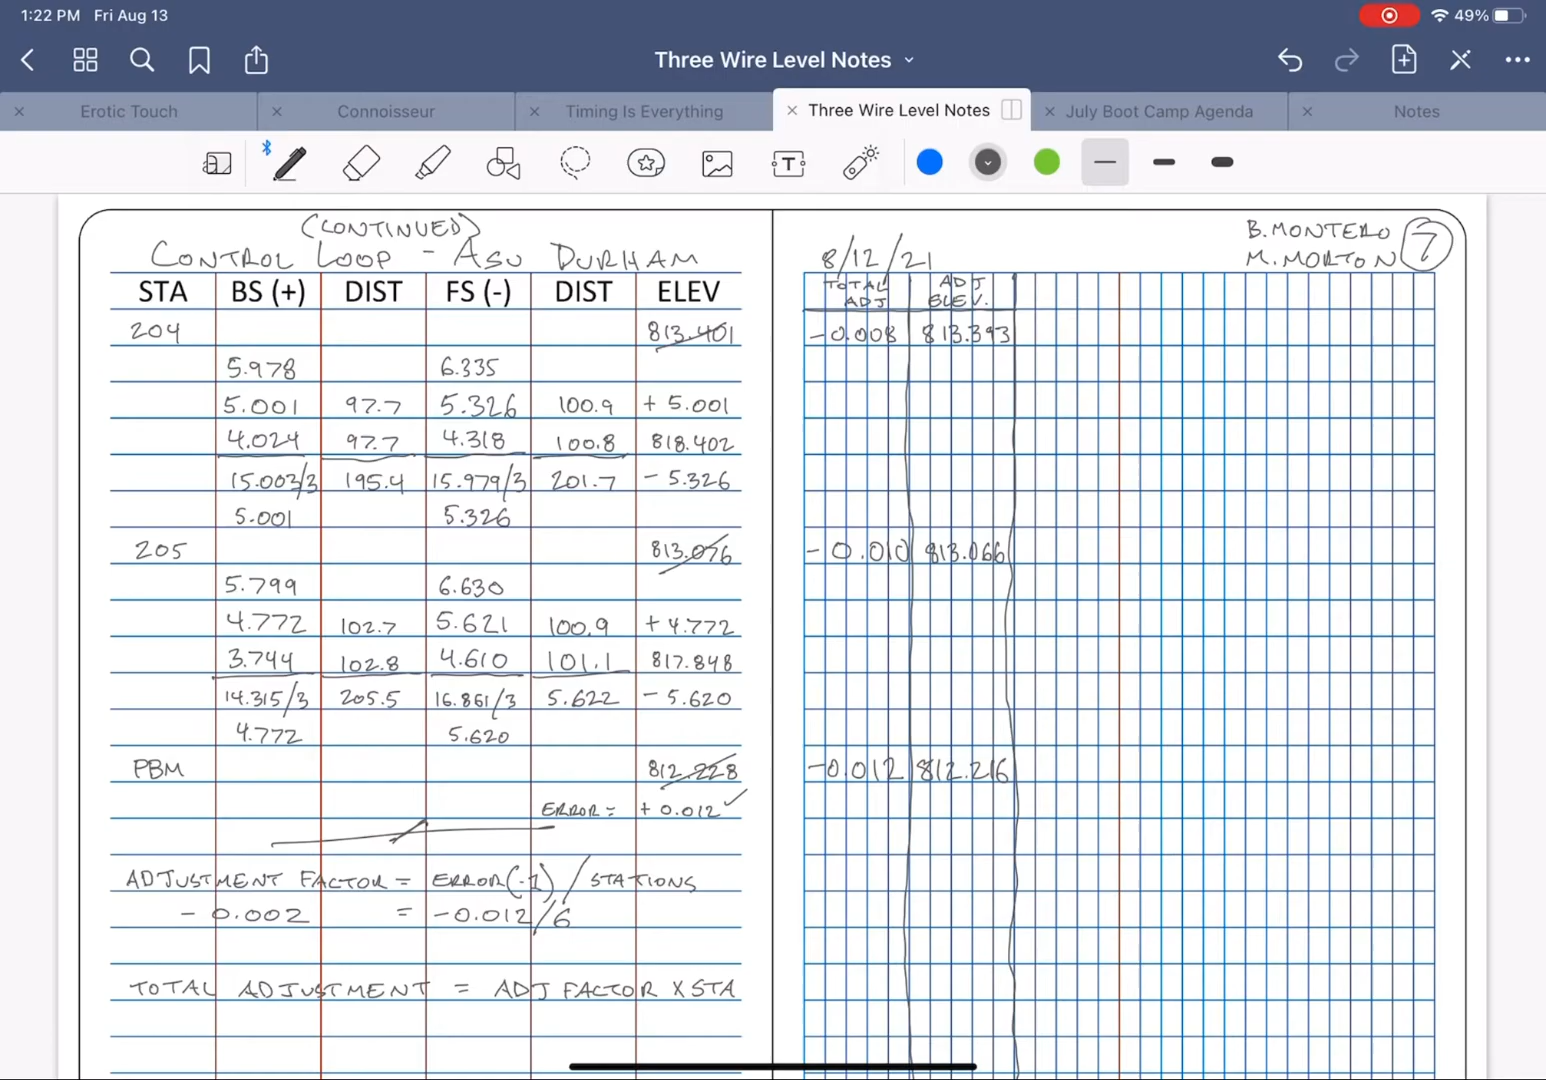 1:22 PM Fri Aug 13
49%
Three Wire Level Notes
Erotic Touch
Connoisseur
Timing Is Everything
Three Wire Level Notes
July Boot Camp Agenda
Notes
T
(CONTINUED)
CONTROL LOOP - ASU DURHAM
STA BS (+) DIST FS (-) DIST ELEV
204 813.401
5.978 6.335
5.001 97.7 5.326 100.9 + 5.001
4.024 97.7 4.318 100.8 818.402
15.003/3 195.4 15.979/3 201.7 - 5.326
5.001 5.326
205 813.076
5.799 6.630
4.772 102.7 5.621 100.9 + 4.772
3.744 102.8 4.610 101.1 817.848
14.315/3 205.5 16.861/3 5.622 - 5.620
4.772 5.620
PBM 812.228
ERROR = + 0.012 ✓
ADJUSTMENT FACTOR = ERROR(-1) / STATIONS
- 0.002 = -0.012/6
TOTAL ADJUSTMENT = ADJ FACTOR X STA
8/12/21
B. MONTERO
M. MORTON
7
TOTAL ADJ
ADJ ELEV.
-0.008 813.393
-0.010 813.066
-0.012 812.216